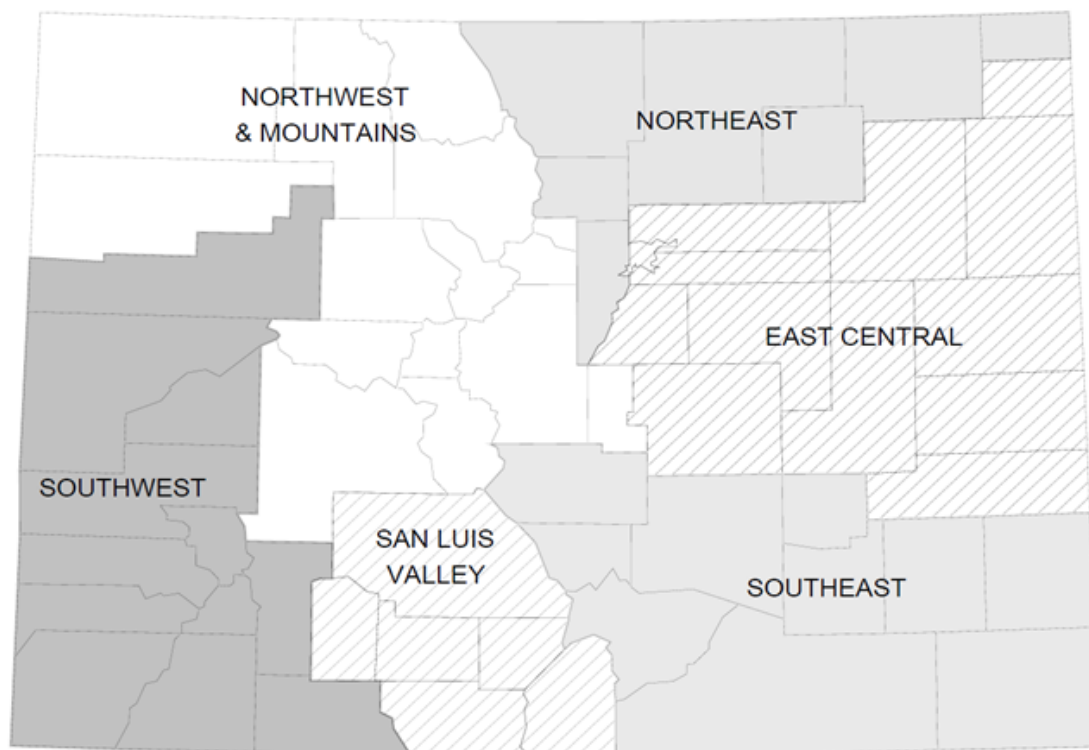 NORTHWEST
& MOUNTAINS
NORTHEAST
EAST CENTRAL
SOUTHWEST
SAN LUIS
VALLEY
SOUTHEAST